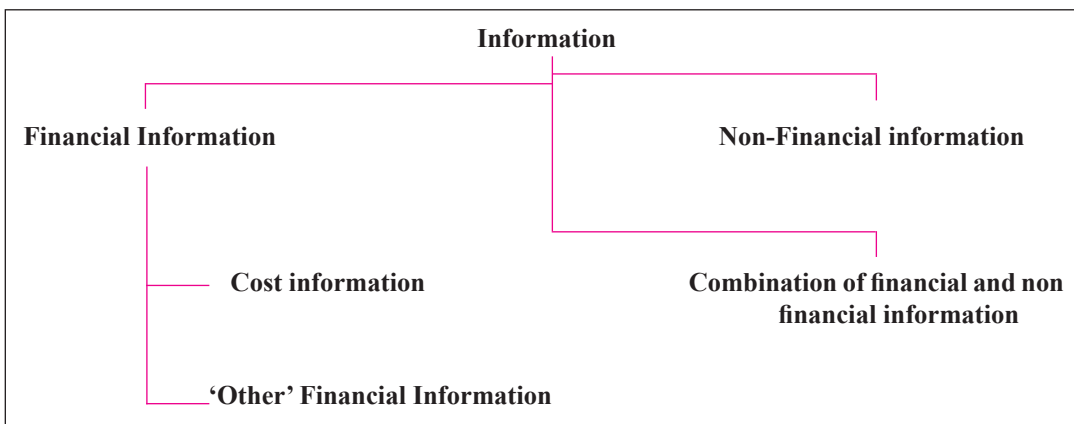 Information
Financial Information
Non-Financial information
Cost information
Combination of financial and non
financial information
‘Other’ Financial Information